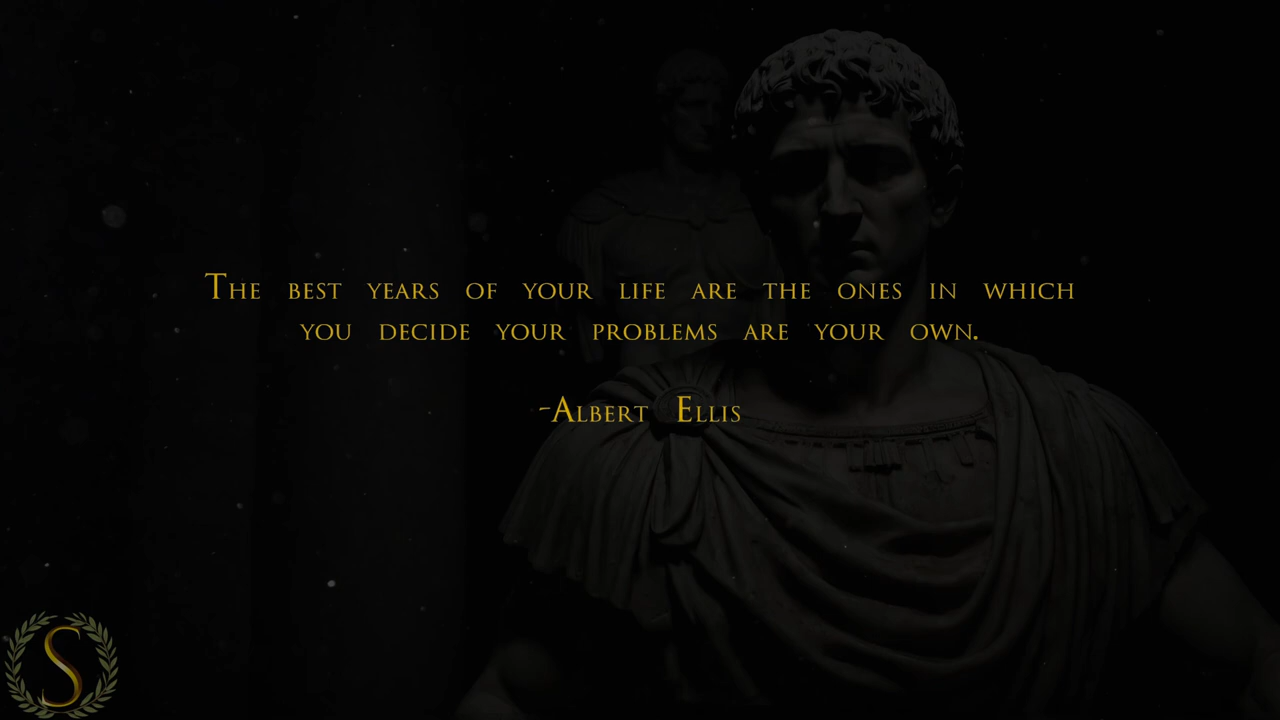 The best years of your life are the ones in which
you decide your problems are your own.
-Albert Ellis
S